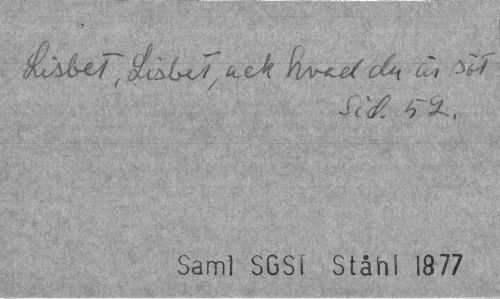 Lisbet, Lisbet, ack hvad du är söt
Sid. 52.
Saml SGSI Ståhl 1877